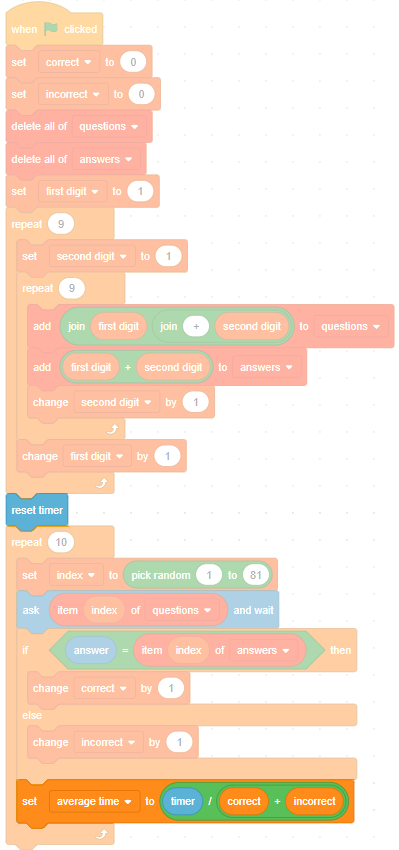 when clicked
set correct to 0
set incorrect to 0
delete all of questions
delete all of answers
set first digit to 1
repeat 9
set second digit to 1
repeat 9
add join first digit join + second digit to questions
add first digit + second digit to answers
change second digit by 1
change first digit by 1
reset timer
repeat 10
set index to pick random 1 to 81
ask item index of questions and wait
if answer = item index of answers then
change correct by 1
else
change incorrect by 1
set average time to timer / correct + incorrect